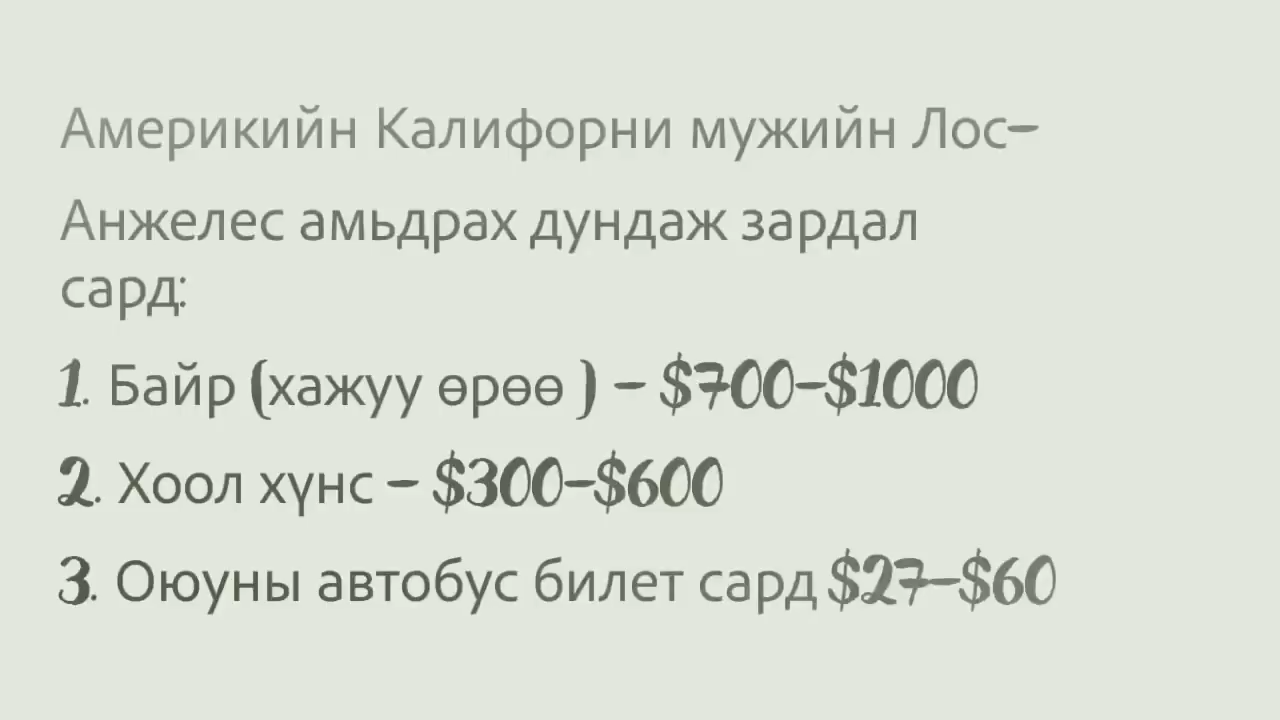 Америкийн Калифорни мужийн Лос-
Анжелес амьдрах дундаж зардал
сард:
1. Байр (хажуу өрөө ) - $700-$1000
2. Хоол хүнс - $300-$600
3. Оюуны автобус билет сард $27-$60